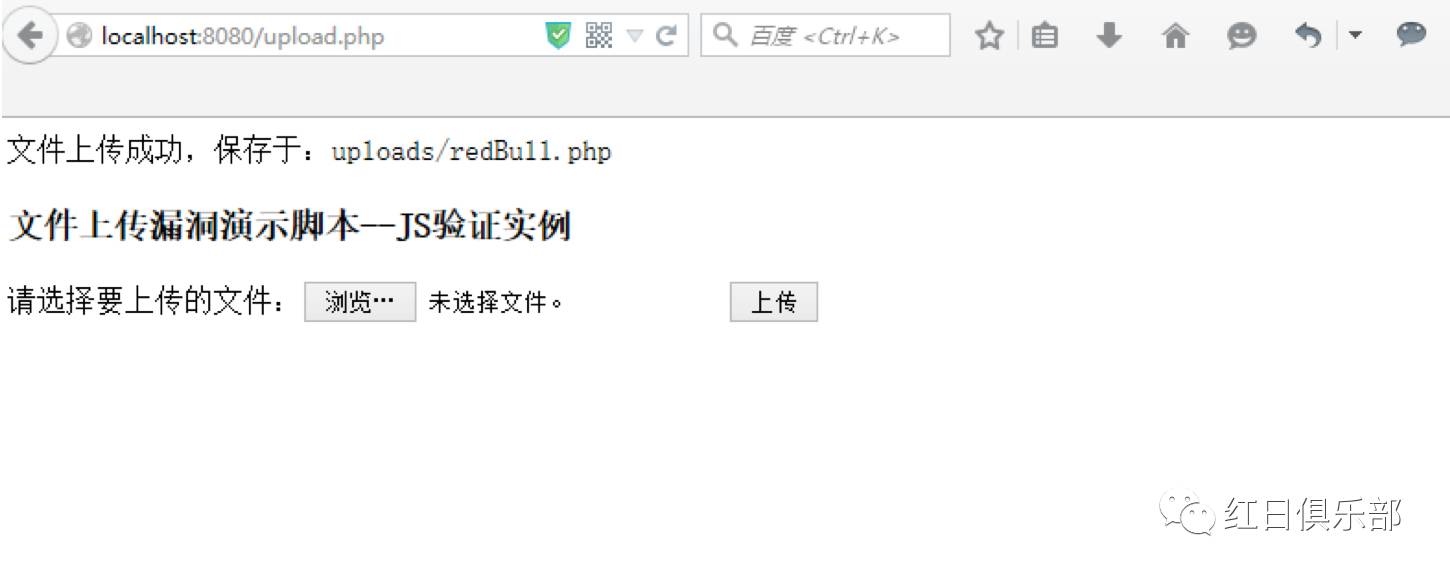 localhost:8080/upload.php
百度 <Ctrl+K>
文件上传成功，保存于：uploads/redBull.php
文件上传漏洞演示脚本--JS验证实例
请选择要上传的文件： 浏览… 未选择文件。 上传
红日俱乐部